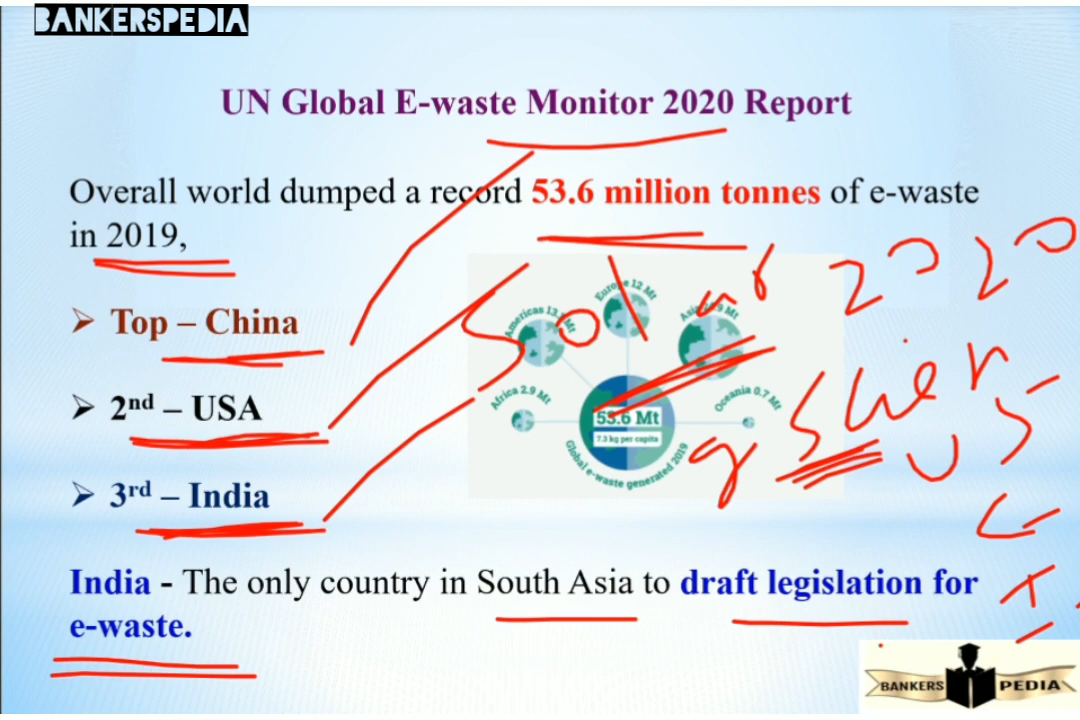 BANKERSPEDIA
UN Global E-waste Monitor 2020 Report
Overall world dumped a record 53.6 million tonnes of e-waste
in 2019,
➢ Top – China
➢ 2nd – USA
➢ 3rd – India
Europe 12 Mt
Americas
Mt
Mt
Africa 2.9 Mt
Oceania 0.7 Mt
53.6 Mt
7.3 kg per capita
Global e-waste generated 2019
2020
India - The only country in South Asia to draft legislation for
e-waste.
BANKERS PEDIA